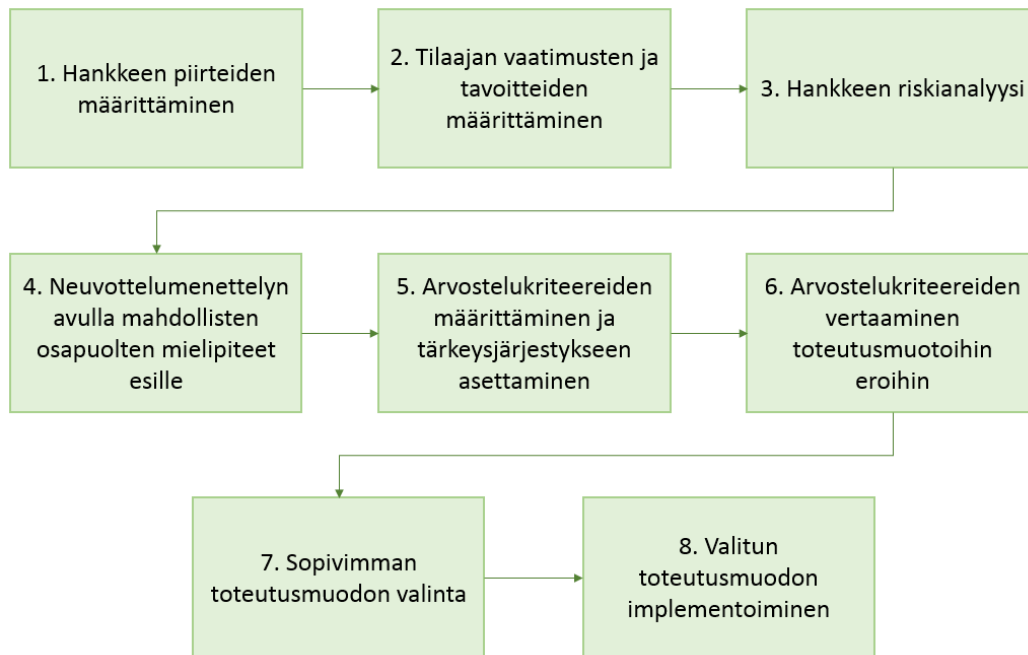 1. Hankkeen piirteiden
määrittäminen
2. Tilaajan vaatimusten ja
tavoitteiden
määrittäminen
3. Hankkeen riskianalyysi
4. Neuvottelumenettelyn
avulla mahdollisten
osapuolten mielipiteet
esille
5. Arvostelukriteereiden
määrittäminen ja
tärkeysjärjestykseen
asettaminen
6. Arvostelukriteereiden
vertaaminen
toteutusmuotoihin
eroihin
7. Sopivimman
toteutusmuodon valinta
8. Valitun
toteutusmuodon
implementoiminen